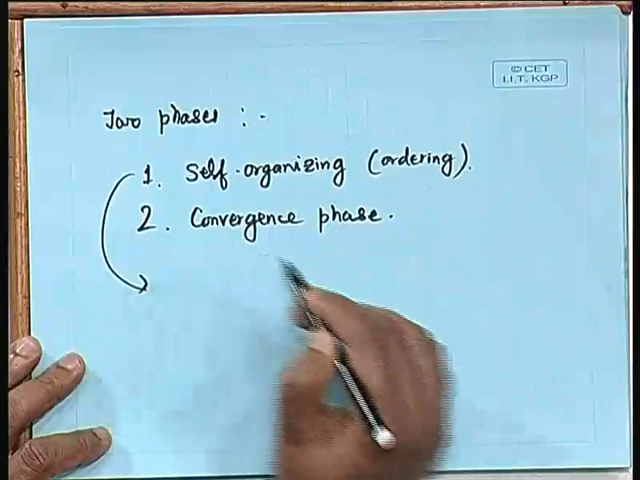 © CET
I.I.T. KGP
Two phases :-
1. Self-organizing (ordering).
2. Convergence phase.